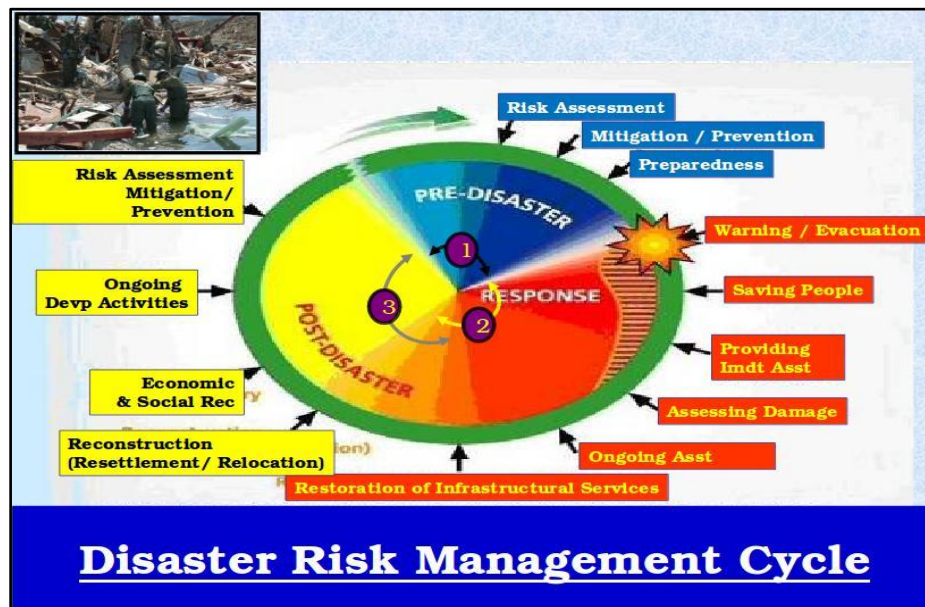 Risk Assessment
Mitigation / Prevention
Preparedness
Warning / Evacuation
Saving People
Providing
Imdt Asst
Assessing Damage
Ongoing Asst
Restoration of Infrastructural Services
Reconstruction
(Resettlement/ Relocation)
Economic
& Social Rec
Ongoing
Devp Activities
Risk Assessment
Mitigation/
Prevention
PRE-DISASTER
RESPONSE
POST-DISASTER
1
2
3
Disaster Risk Management Cycle